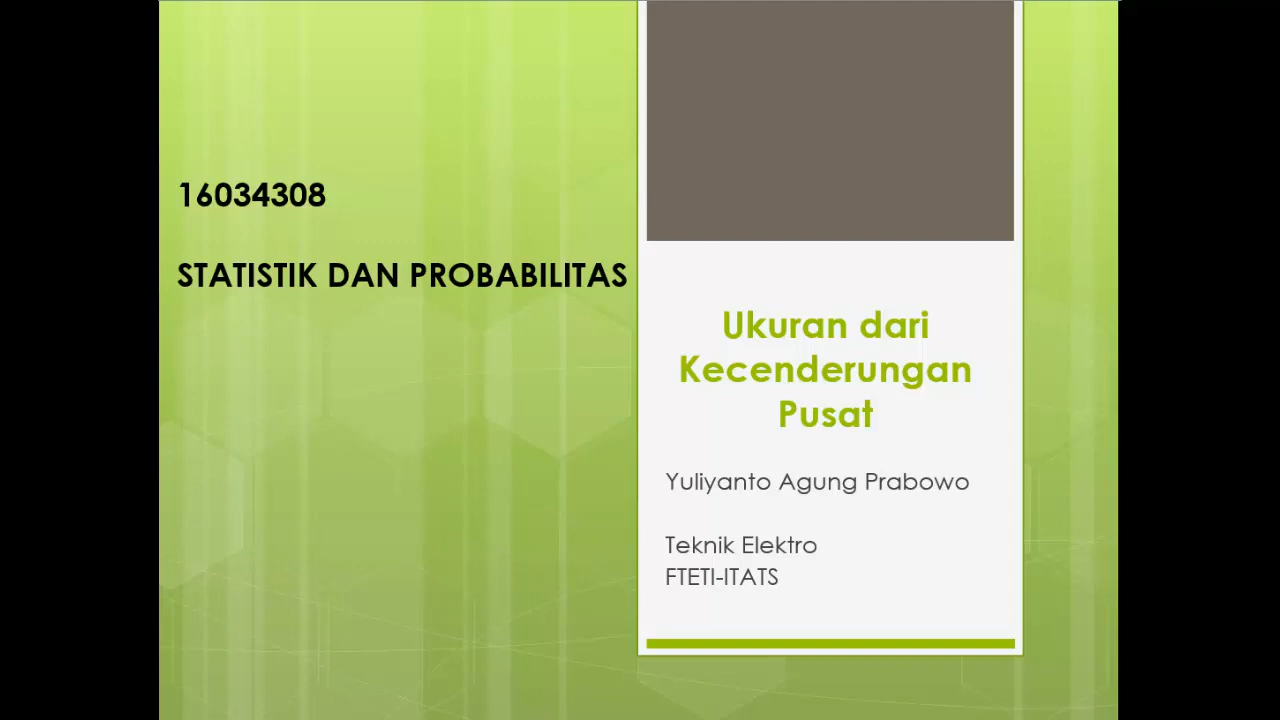 16034308
STATISTIK DAN PROBABILITAS
Ukuran dari
Kecenderungan
Pusat
Yuliyanto Agung Prabowo
Teknik Elektro
FTETI-ITATS